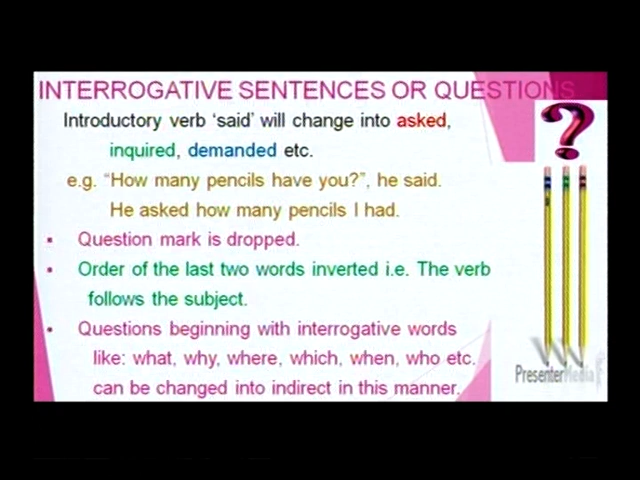 INTERROGATIVE SENTENCES OR QUESTIONS
Introductory verb ‘said’ will change into asked,
inquired, demanded etc.
e.g. “How many pencils have you?”, he said.
He asked how many pencils I had.
▪ Question mark is dropped.
▪ Order of the last two words inverted i.e. The verb
follows the subject.
▪ Questions beginning with interrogative words
like: what, why, where, which, when, who etc.
can be changed into indirect in this manner.
?
PresenterMedia